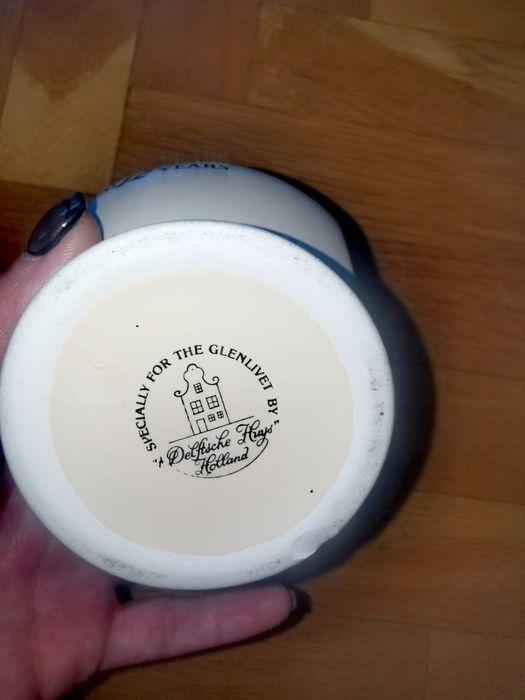 YEARS
SPECIALLY FOR THE GLENLIVET BY
"'t Delftsche Huys"
Holland